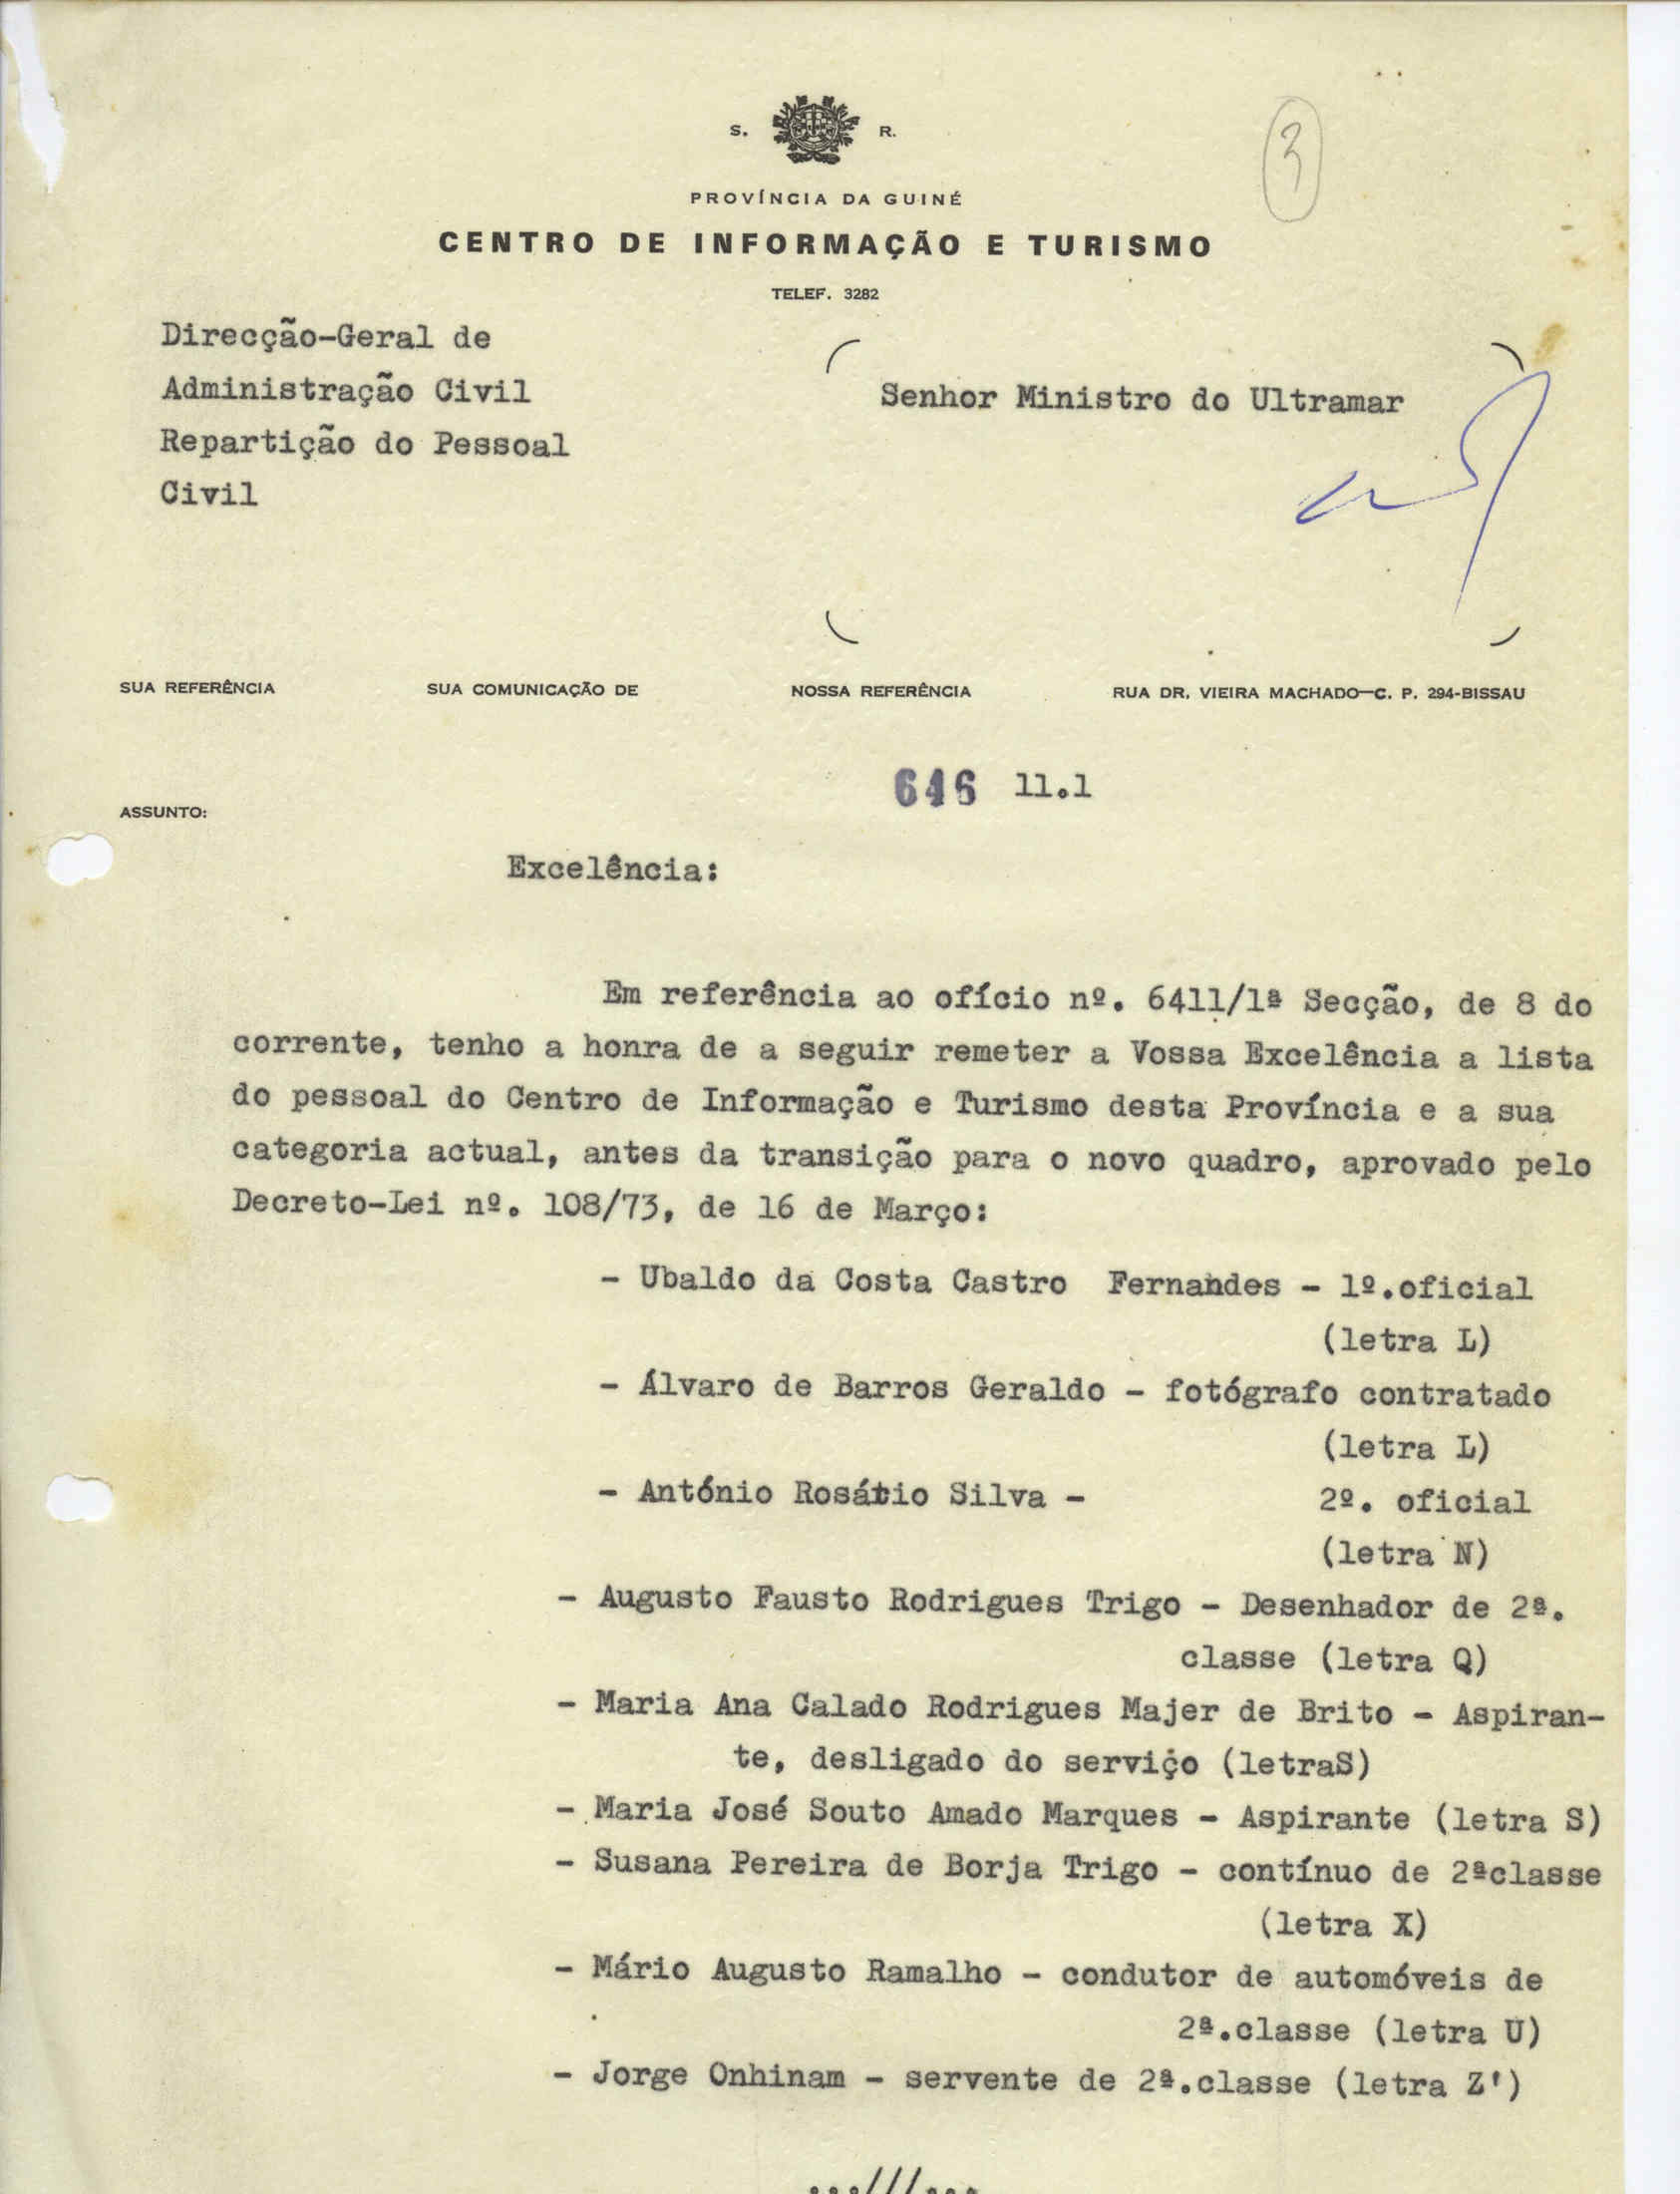 S. R.
3
PROVÍNCIA DA GUINÉ
CENTRO DE INFORMAÇÃO E TURISMO
TELEF. 3282
Direcção-Geral de
Administração Civil
Repartição do Pessoal
Civil
Senhor Ministro do Ultramar
SUA REFERÊNCIA SUA COMUNICAÇÃO DE NOSSA REFERÊNCIA RUA DR. VIEIRA MACHADO—C. P. 294-BISSAU
646 11.1
ASSUNTO:
Excelência:
Em referência ao ofício nº. 6411/1ª Secção, de 8 do
corrente, tenho a honra de a seguir remeter a Vossa Excelência a lista
do pessoal do Centro de Informação e Turismo desta Província e a sua
categoria actual, antes da transição para o novo quadro, aprovado pelo
Decreto-Lei nº. 108/73, de 16 de Março:
- Ubaldo da Costa Castro Fernandes - 1º.oficial
(letra L)
- Álvaro de Barros Geraldo - fotógrafo contratado
(letra L)
- António Rosário Silva - 2º. oficial
(letra N)
- Augusto Fausto Rodrigues Trigo - Desenhador de 2ª.
classe (letra Q)
- Maria Ana Calado Rodrigues Majer de Brito - Aspiran-
te, desligado do serviço (letraS)
- Maria José Souto Amado Marques - Aspirante (letra S)
- Susana Pereira de Borja Trigo - contínuo de 2ªclasse
(letra X)
- Mário Augusto Ramalho - condutor de automóveis de
2ª.classe (letra U)
- Jorge Onhinam - servente de 2ª.classe (letra Z')
...///...